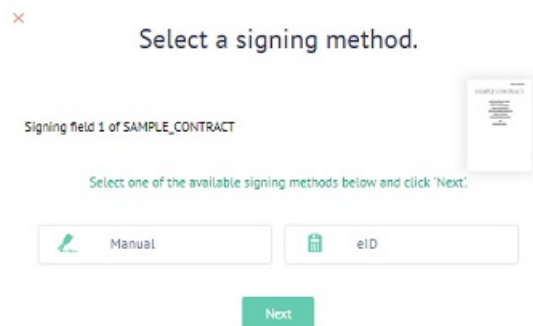 Select a signing method.
SAMPLE CONTRACT
Signing field 1 of SAMPLE_CONTRACT
Select one of the available signing methods below and click 'Next'.
Manual
eID
Next